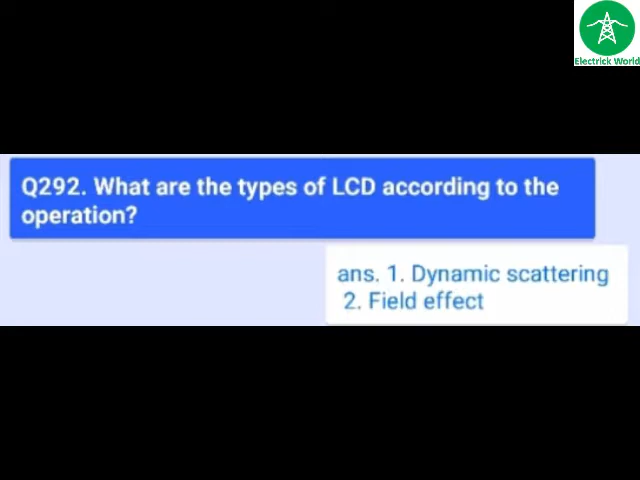 Electrick World
Q292. What are the types of LCD according to the
operation?
ans. 1. Dynamic scattering
2. Field effect